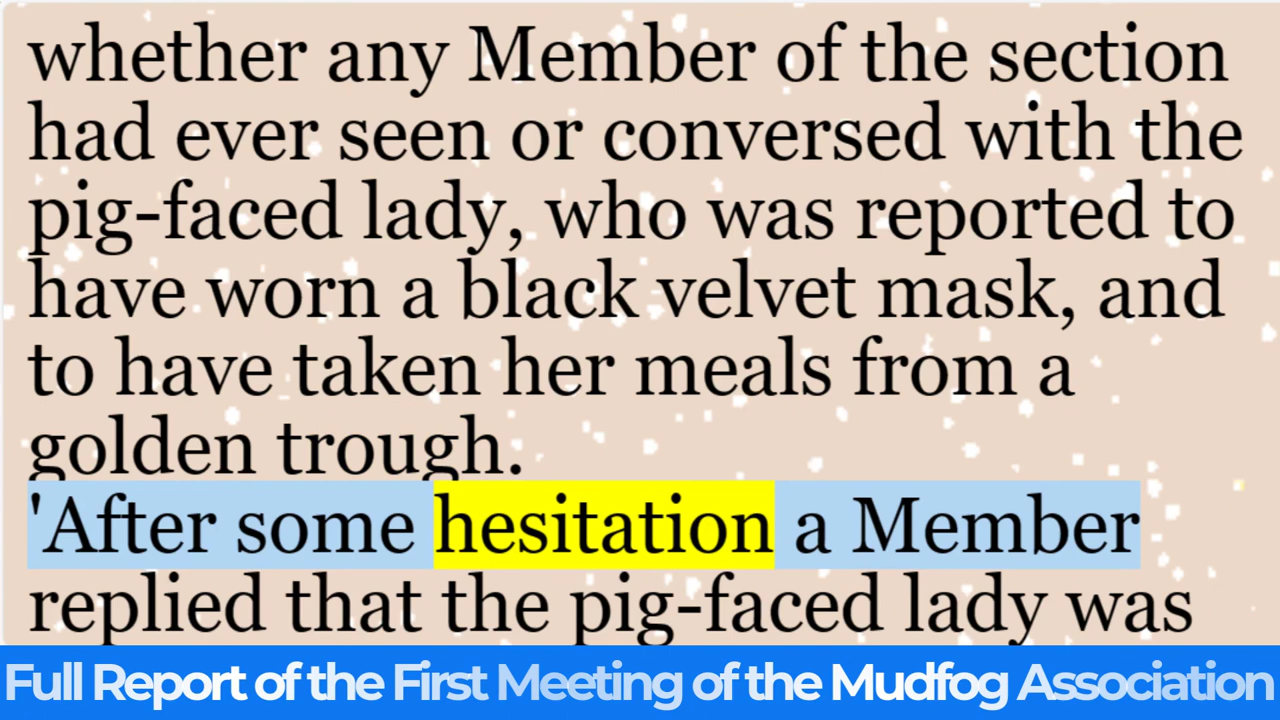 whether any Member of the section
had ever seen or conversed with the
pig-faced lady, who was reported to
have worn a black velvet mask, and
to have taken her meals from a
golden trough.
'After some hesitation a Member
replied that the pig-faced lady was
Full Report of the First Meeting of the Mudfog Association